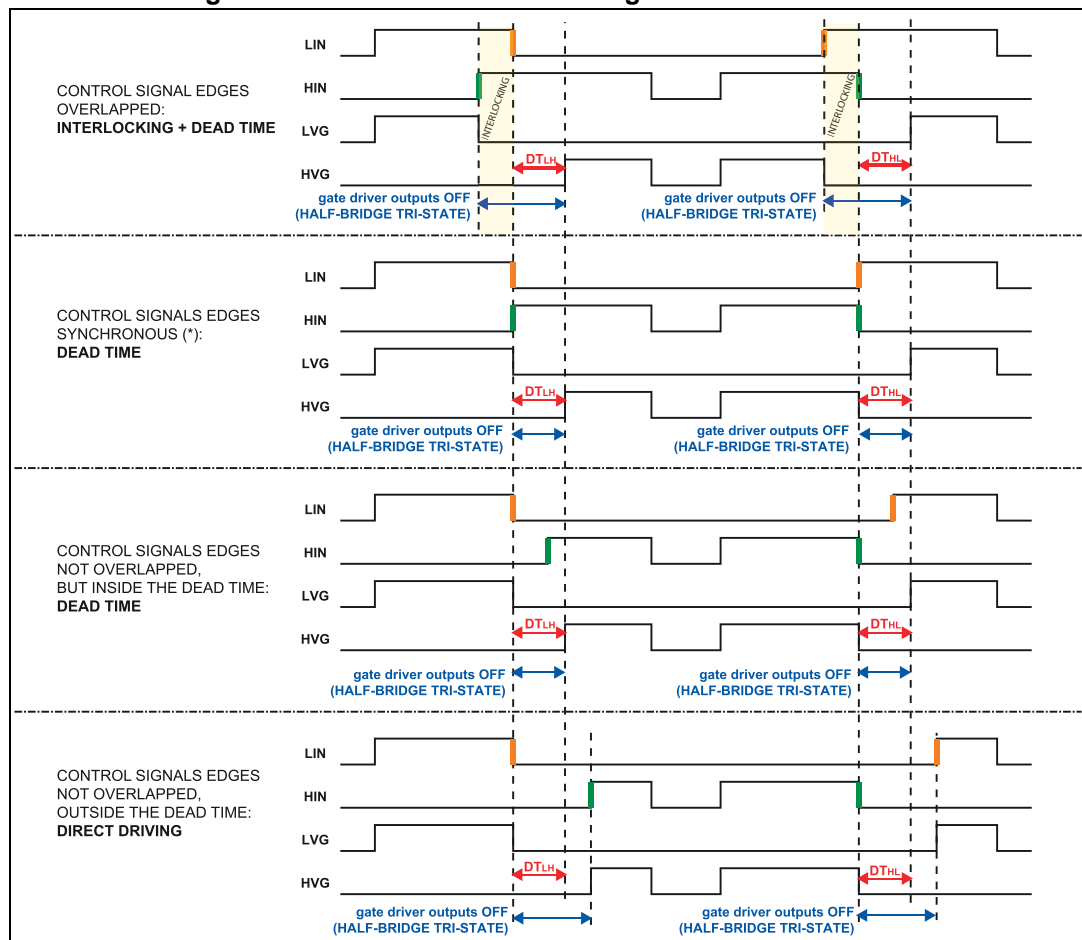 LIN
HIN
CONTROL SIGNAL EDGES
OVERLAPPED:
INTERLOCKING + DEAD TIME
INTERLOCKING
INTERLOCKING
LVG
DTLH
DTHL
HVG
gate driver outputs OFF
(HALF-BRIDGE TRI-STATE)
gate driver outputs OFF
(HALF-BRIDGE TRI-STATE)
LIN
CONTROL SIGNALS EDGES
SYNCHRONOUS (*):
DEAD TIME
HIN
LVG
DTLH
DTHL
HVG
gate driver outputs OFF
(HALF-BRIDGE TRI-STATE)
gate driver outputs OFF
(HALF-BRIDGE TRI-STATE)
LIN
CONTROL SIGNALS EDGES
NOT OVERLAPPED,
BUT INSIDE THE DEAD TIME:
DEAD TIME
HIN
LVG
DTLH
DTHL
HVG
gate driver outputs OFF
(HALF-BRIDGE TRI-STATE)
gate driver outputs OFF
(HALF-BRIDGE TRI-STATE)
LIN
CONTROL SIGNALS EDGES
NOT OVERLAPPED,
OUTSIDE THE DEAD TIME:
DIRECT DRIVING
HIN
LVG
DTLH
DTHL
HVG
gate driver outputs OFF
(HALF-BRIDGE TRI-STATE)
gate driver outputs OFF
(HALF-BRIDGE TRI-STATE)